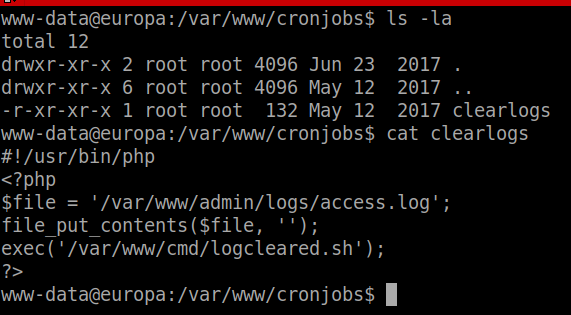 www-data@europa:/var/www/cronjobs$ ls -la
total 12
drwxr-xr-x 2 root root 4096 Jun 23  2017 .
drwxr-xr-x 6 root root 4096 May 12  2017 ..
-r-xr-xr-x 1 root root  132 May 12  2017 clearlogs
www-data@europa:/var/www/cronjobs$ cat clearlogs
#!/usr/bin/php
<?php
$file = '/var/www/admin/logs/access.log';
file_put_contents($file, '');
exec('/var/www/cmd/logcleared.sh');
?>
www-data@europa:/var/www/cronjobs$